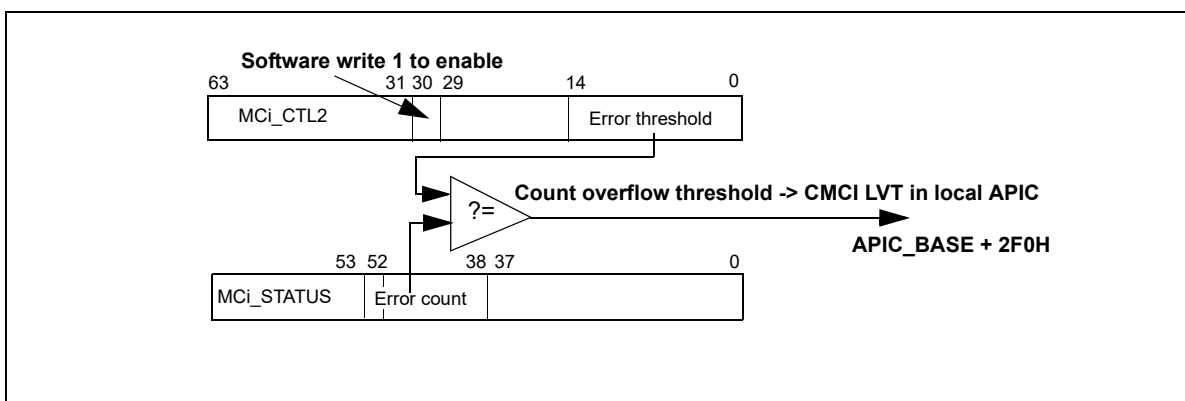 Software write 1 to enable
63 31 30 29 14 0
MCi_CTL2 Error threshold
Count overflow threshold -> CMCI LVT in local APIC
?=
APIC_BASE + 2F0H
53 52 38 37 0
MCi_STATUS Error count